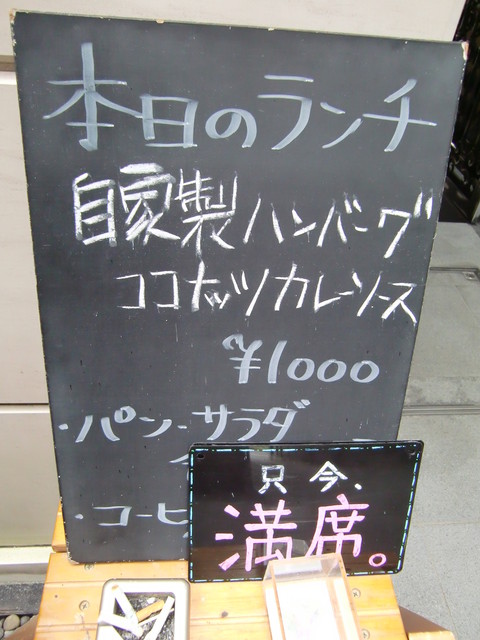 本日のランチ
自家製ハンバーグ
ココナッツカレーソース
¥1000
・パン・サラダ
・コーヒ
只今、
満席。